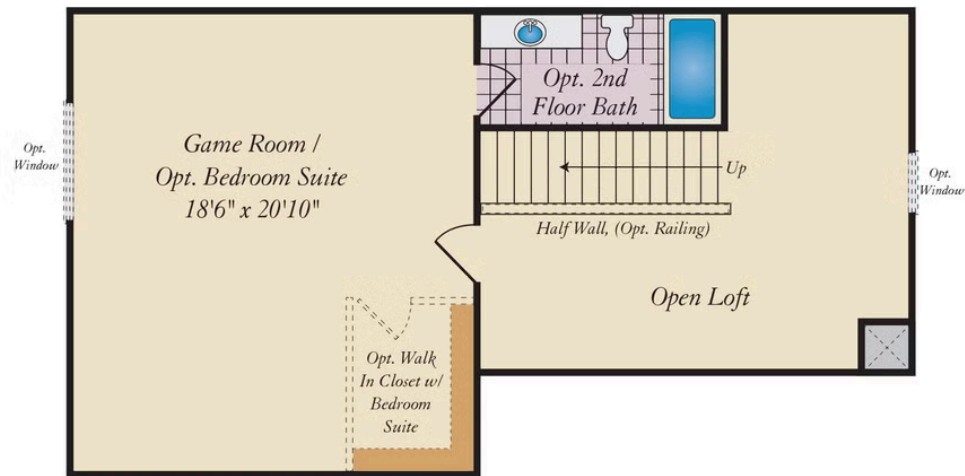 Opt.
Window
Game Room /
Opt. Bedroom Suite
18'6" x 20'10"
Opt. 2nd
Floor Bath
Up
Half Wall, (Opt. Railing)
Opt.
Window
Open Loft
Opt. Walk
In Closet w/
Bedroom
Suite